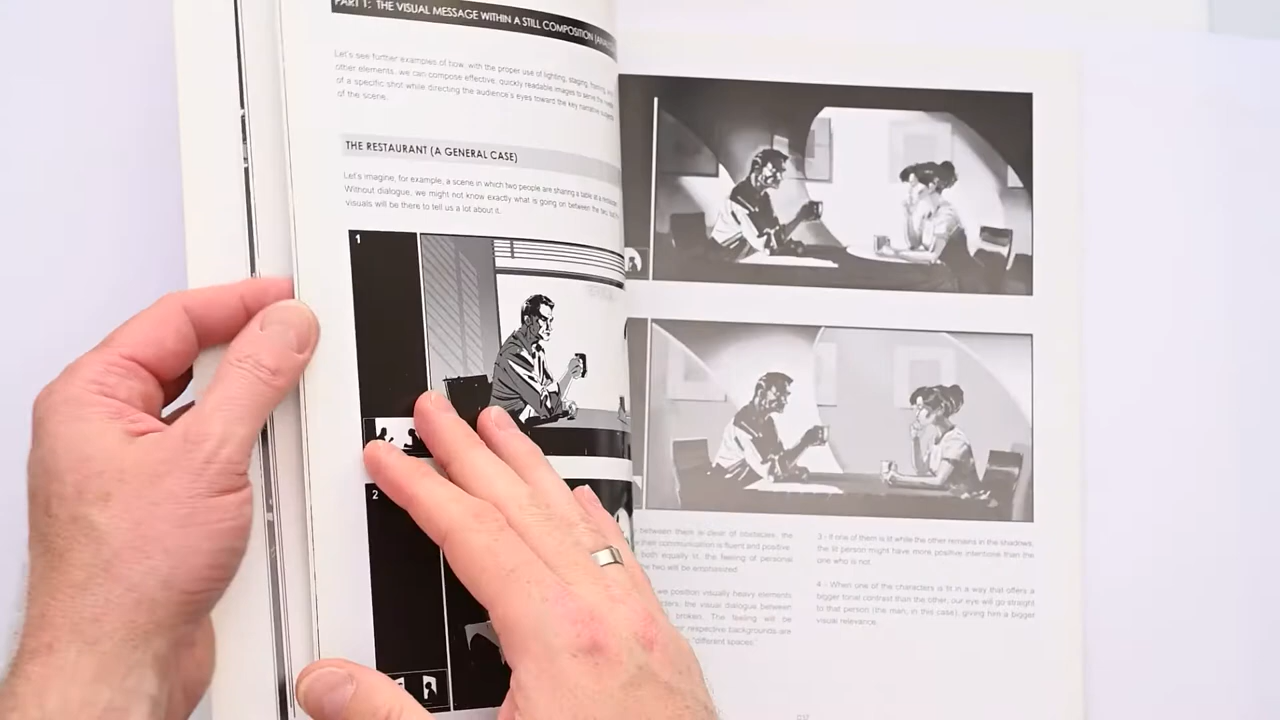 PART 1: THE VISUAL MESSAGE WITHIN A STILL COMPOSITION
Let's see further examples of how, with the proper use of lighting, staging, framing, and
other elements, we can compose effective, quickly readable images to serve the
of a specific shot while directing the audience's eyes toward the key narrative
of the scene.
THE RESTAURANT (A GENERAL CASE)
Let's imagine, for example, a scene in which two people are sharing a table at a restaurant.
Without dialogue, we might not know exactly what is going on between the two, but
visuals will be there to tell us a lot about it.
1
2
between them is clear of obstacles, the
their communication is fluent and positive.
both equally lit, the feeling of personal
the two will be emphasized.
we position visually heavy elements
the visual dialogue between
broken. The feeling will be
respective backgrounds are
"different spaces."
3 - If one of them is lit while the other remains in the shadows,
the lit person might have more positive intentions than the
one who is not.
4 - When one of the characters is lit in a way that offers a
bigger tonal contrast than the other, our eye will go straight
to that person (the man, in this case), giving him a bigger
visual relevance.
037